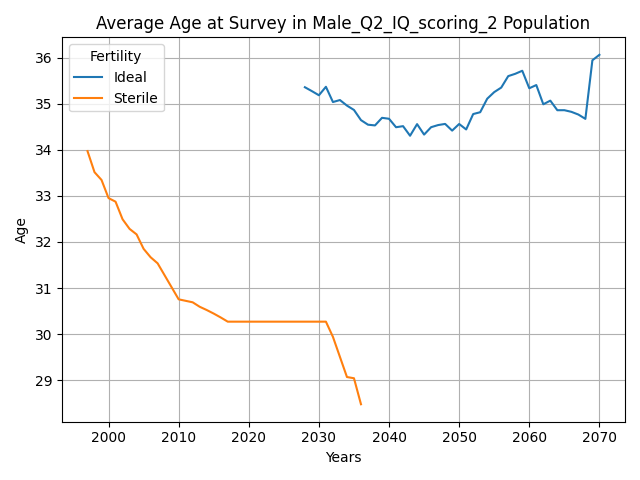 Average Age at Survey in Male_Q2_IQ_scoring_2 Population
Fertility
Ideal
Sterile
36
35
34
33
32
31
30
29
Age
2000 2010 2020 2030 2040 2050 2060 2070
Years